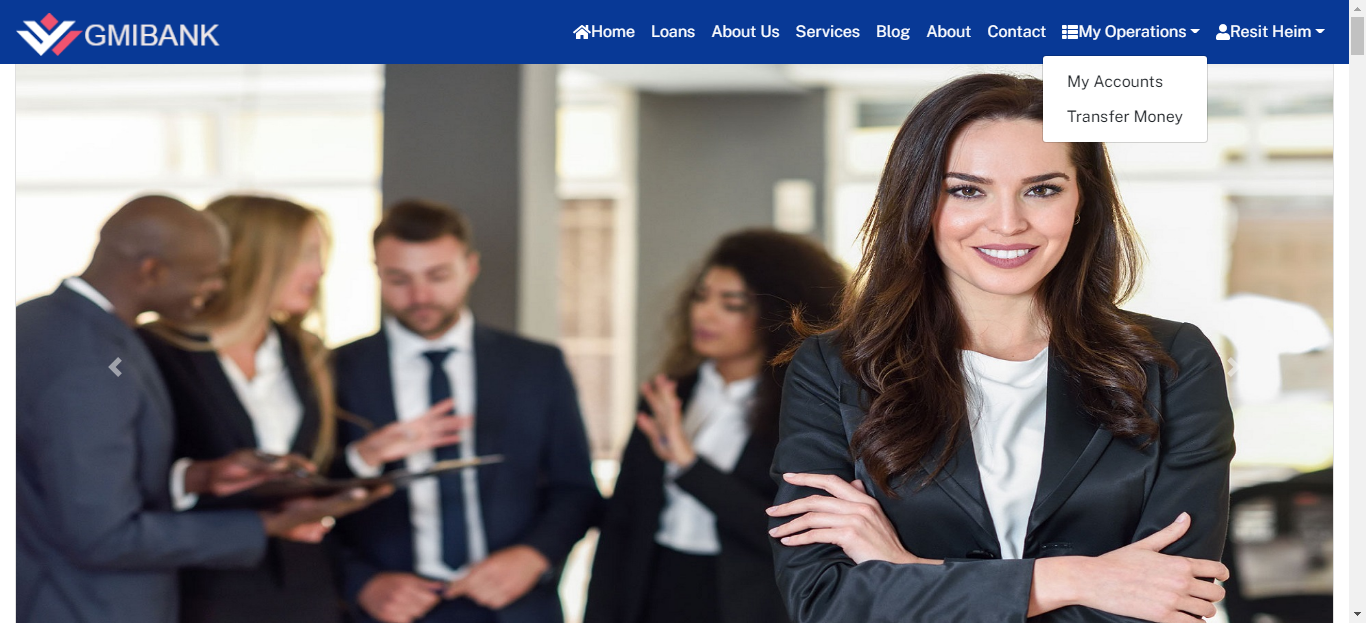 GMIBANK
Home Loans About Us Services Blog About Contact My Operations Resit Heim
My Accounts
Transfer Money